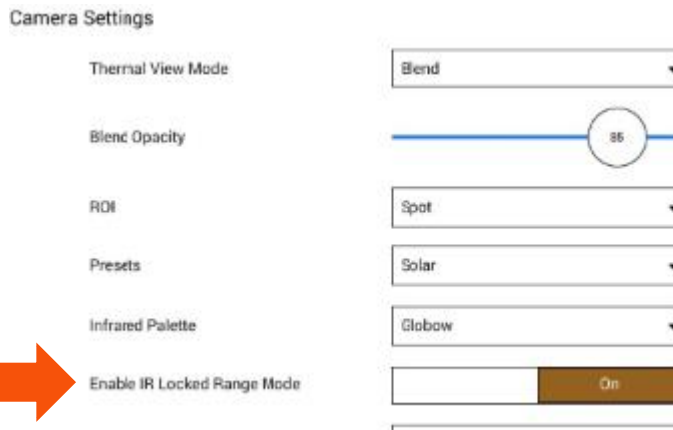 Camera Settings
Thermal View Mode
Blend
Blend Opacity
85
ROI
Spot
Presets
Solar
Infrared Palette
Globow
Enable IR Locked Range Mode
On